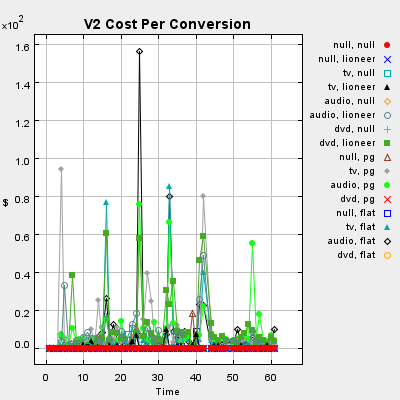 V2 Cost Per Conversion
×10²
1.6
1.4
1.2
1.0
0.8
0.6
0.4
0.2
0.0
$
0 10 20 30 40 50 60
Time
null, null
null, lioneer
tv, null
tv, lioneer
audio, null
audio, lioneer
dvd, null
dvd, lioneer
null, pg
tv, pg
audio, pg
dvd, pg
null, flat
tv, flat
audio, flat
dvd, flat